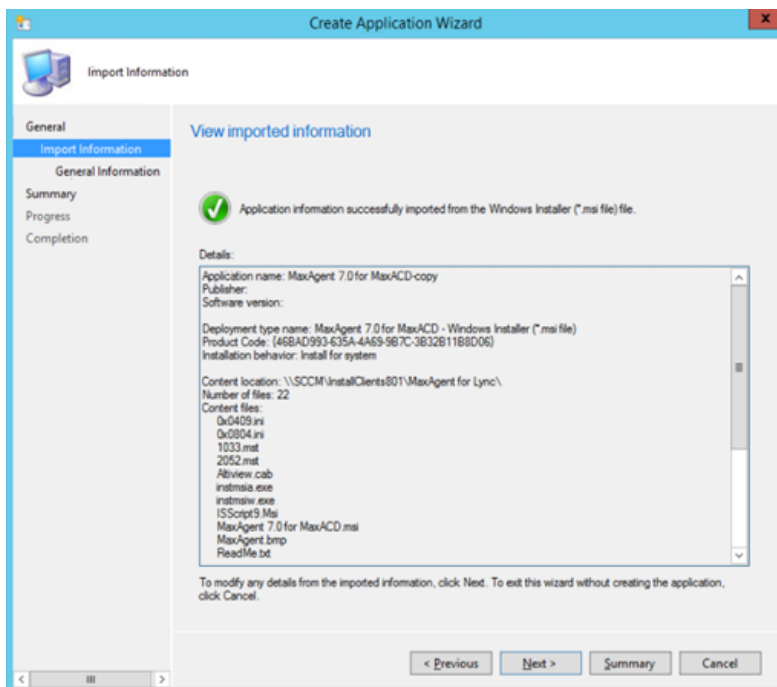 Create Application Wizard
x
Import Information
General
Import Information
General Information
Summary
Progress
Completion
View imported information
Application information successfully imported from the Windows Installer (*.msi file) file.
Details:
Application name: MaxAgent 7.0 for MaxACD-copy
Publisher:
Software version:
Deployment type name: MaxAgent 7.0 for MaxACD - Windows Installer (*.msi file)
Product Code: {46BAD993-635A-4A69-9B7C-3B32B11B8D06}
Installation behavior: Install for system
Content location: \\SCCM\InstallClients801\MaxAgent for Lync\
Number of files: 22
Content files:
0x0409.ini
0x0804.ini
1033.mst
2052.mst
Altiview.cab
instmsia.exe
instmsiw.exe
ISScript9.Msi
MaxAgent 7.0 for MaxACD.msi
MaxAgent.bmp
ReadMe.txt
To modify any details from the imported information, click Next. To exit this wizard without creating the application,
click Cancel.
< Previous
Next >
Summary
Cancel